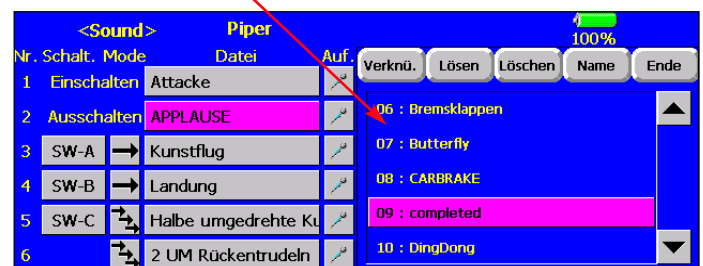 <Sound> Piper 100%
Nr. Schalt. Mode Datei Auf.
Verknü. Lösen Löschen Name Ende
1 Einschalten Attacke
2 Ausschalten APPLAUSE
3 SW-A Kunstflug
4 SW-B Landung
5 SW-C Halbe umgedrehte Ku
6 2 UM Rückentrudeln
06 : Bremsklappen
07 : Butterfly
08 : CARBRAKE
09 : completed
10 : DingDong